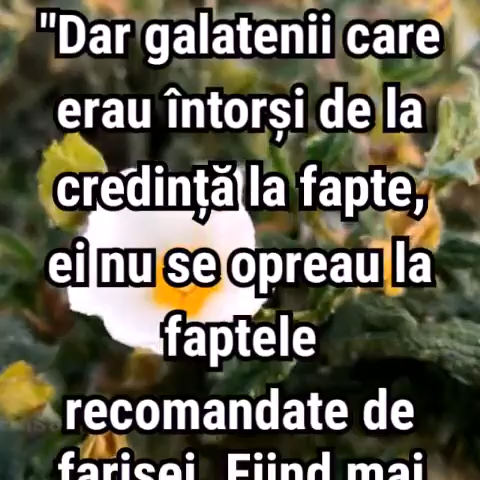 "Dar galatenii care
erau întorși de la
credință la fapte,
ei nu se opreau la
faptele
recomandate de
farisei. Fiind mai